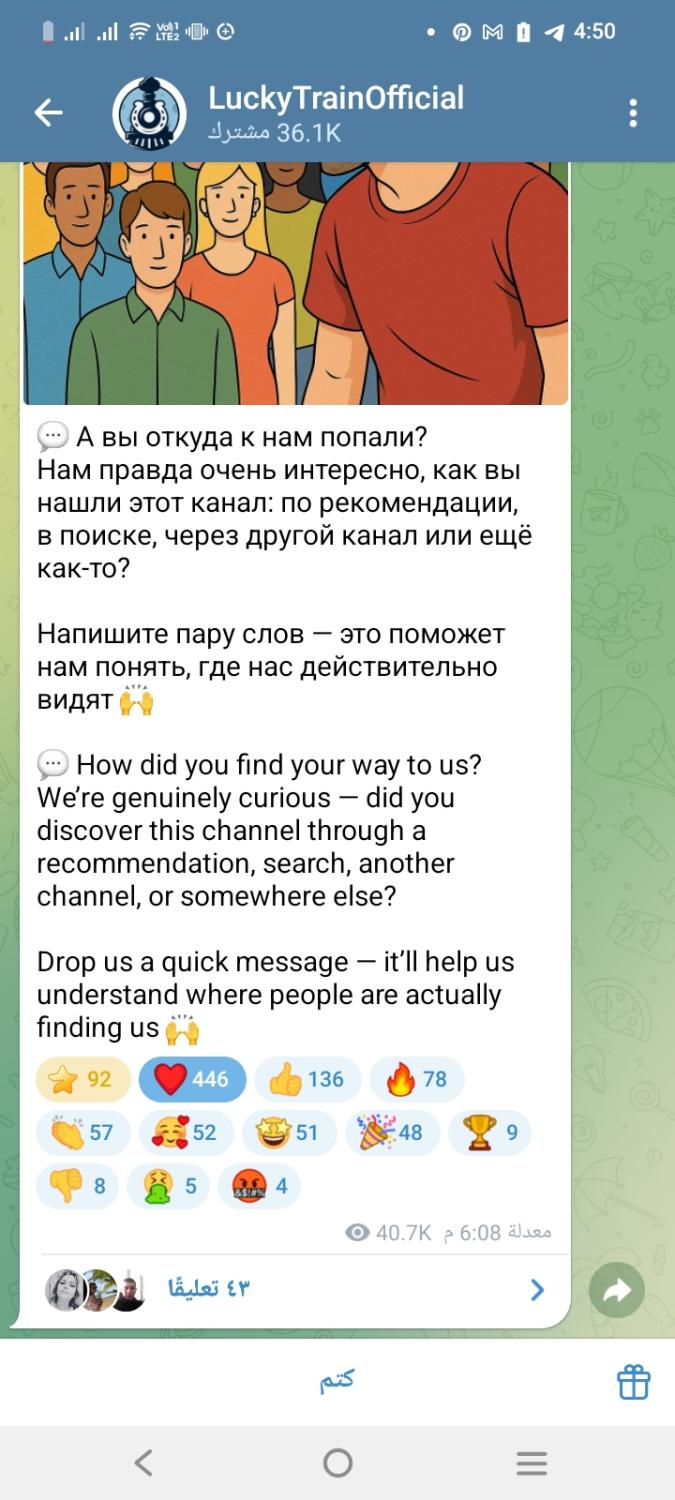 Vo)) 1
LTE2
4:50
LuckyTrainOfficial
36.1K مشترك
💬 А вы откуда к нам попали?
Нам правда очень интересно, как вы
нашли этот канал: по рекомендации,
в поиске, через другой канал или ещё
как-то?
Напишите пару слов — это поможет
нам понять, где нас действительно
видят 🙌
💬 How did you find your way to us?
We’re genuinely curious — did you
discover this channel through a
recommendation, search, another
channel, or somewhere else?
Drop us a quick message — it’ll help us
understand where people are actually
finding us 🙌
⭐ 92 ❤️ 446 👍 136 🔥 78
👏 57 🥰 52 🤩 51 🎉 48 🏆 9
👎 8 🤮 5 🤬 4
40.7K معدلة 6:08 م
٤٣ تعليقًا
كتم